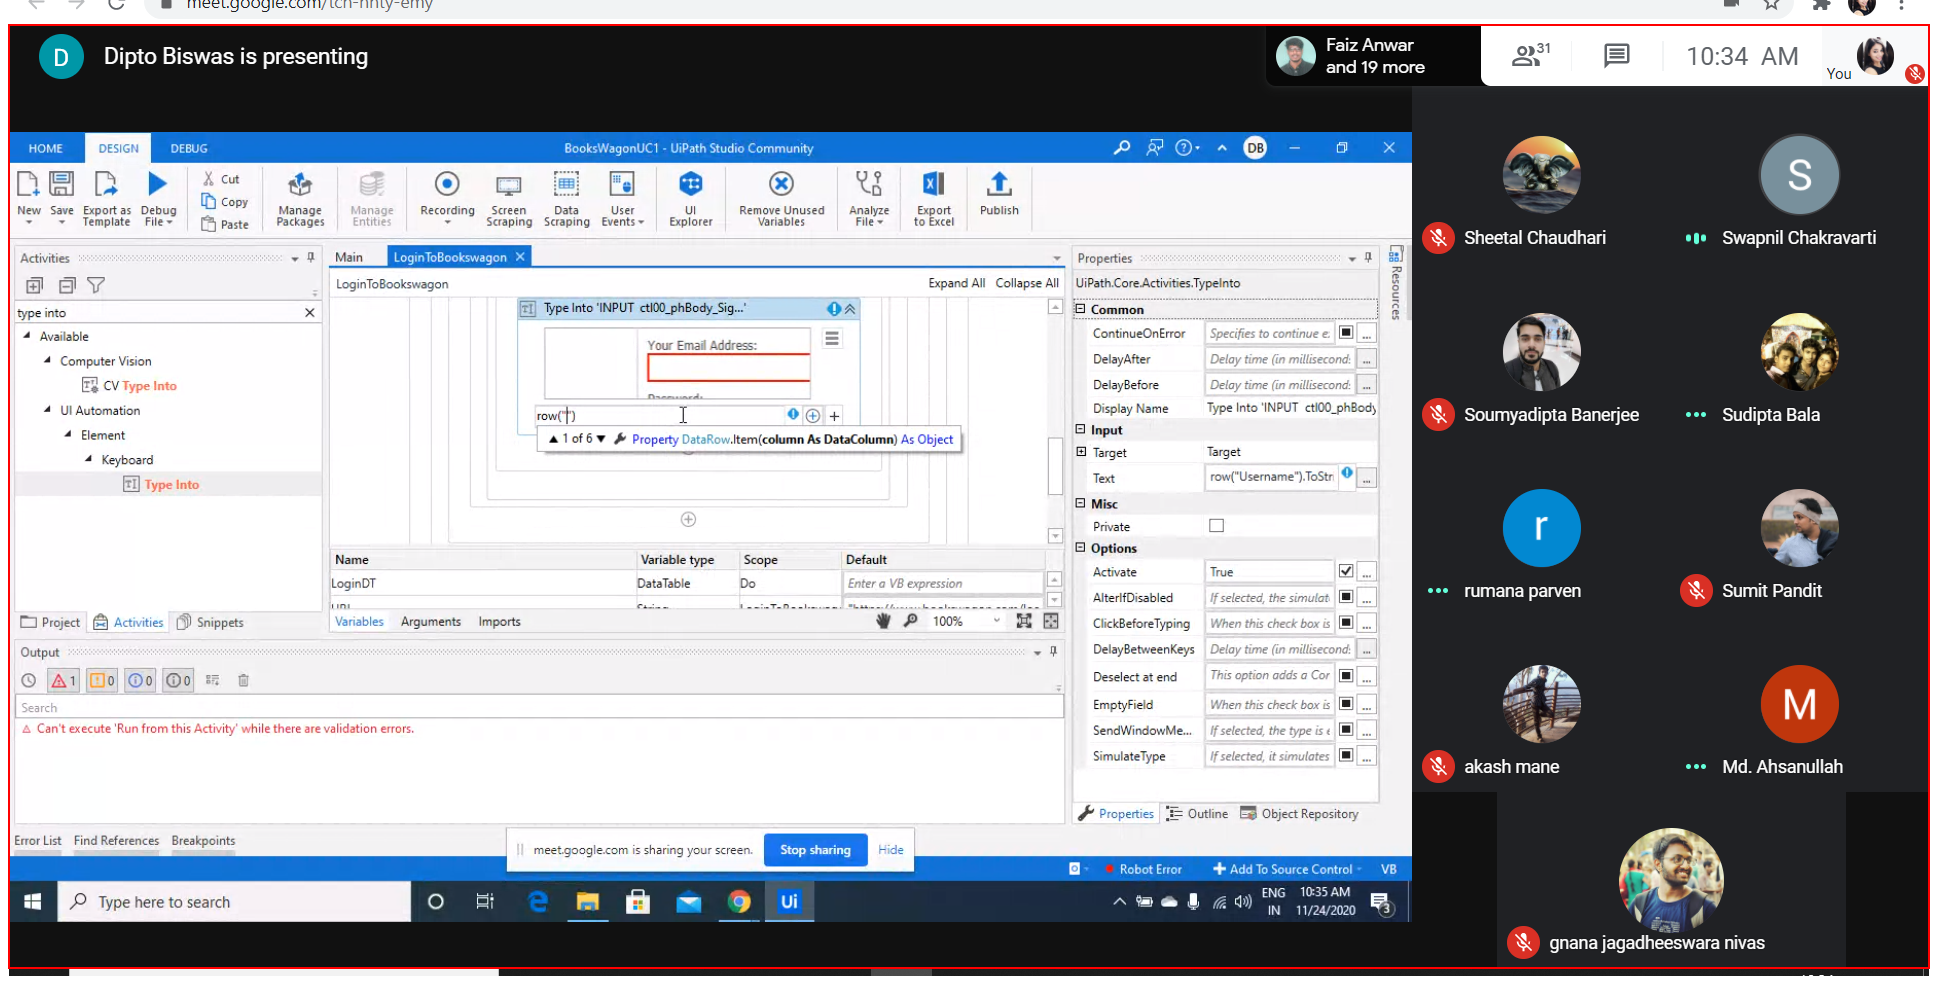 meet.google.com/tch-nnty-emy
D Dipto Biswas is presenting
Faiz Anwar
and 19 more
31
10:34 AM
You
HOME DESIGN DEBUG
BooksWagonUC1 - UiPath Studio Community
DB
New Save Export as Template Debug File
Cut
Copy
Paste
Manage Packages
Manage Entities
Recording
Screen Scraping
Data Scraping
User Events
UI Explorer
Remove Unused Variables
Analyze File
Export to Excel
Publish
Activities
type into
Available
Computer Vision
CV Type Into
UI Automation
Element
Keyboard
Type Into
Project Activities Snippets
Main LoginToBookswagon
LoginToBookswagon
Expand All Collapse All
Type Into 'INPUT ctl00_phBody_Sig...'
Your Email Address:
Password:
row("")
1 of 6 Property DataRow.Item(column As DataColumn) As Object
Name Variable type Scope Default
LoginDT DataTable Do Enter a VB expression
Variables Arguments Imports
100%
Properties
UiPath.Core.Activities.TypeInto
Common
ContinueOnError Specifies to continue e.
DelayAfter Delay time (in millisecond:
DelayBefore Delay time (in millisecond:
Display Name Type Into 'INPUT ctl00_phBody
Input
Target Target
Text row("Username").ToStri
Misc
Private
Options
Activate True
AlterIfDisabled If selected, the simulat
ClickBeforeTyping When this check box is
DelayBetweenKeys Delay time (in millisecond:
Deselect at end This option adds a Cor
EmptyField When this check box is
SendWindowMe... If selected, the type is e
SimulateType If selected, it simulates
Properties Outline Object Repository
Resources
Output
1 0 0 0
Search
Can't execute 'Run from this Activity' while there are validation errors.
Error List Find References Breakpoints
meet.google.com is sharing your screen. Stop sharing Hide
Robot Error Add To Source Control VB
Type here to search
Ui
ENG
IN
10:35 AM
11/24/2020
3
Sheetal Chaudhari
S
Swapnil Chakravarti
Soumyadipta Banerjee
Sudipta Bala
r
rumana parven
Sumit Pandit
akash mane
M
Md. Ahsanullah
gnana jagadheeswara nivas